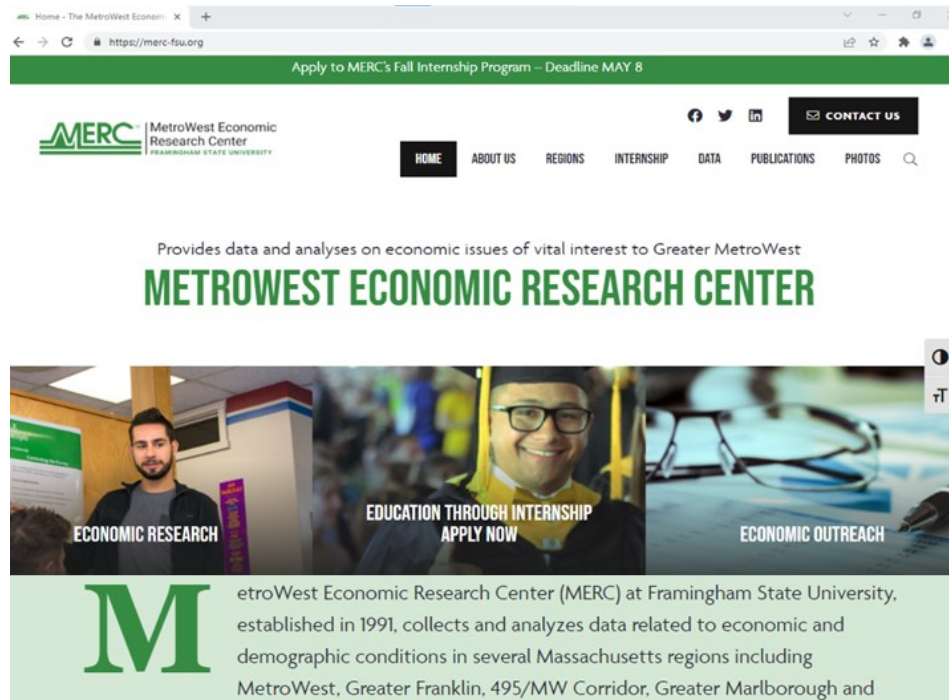 Home - The MetroWest Econom
https://merc-fsu.org
Apply to MERC's Fall Internship Program – Deadline MAY 8
MERC
MetroWest Economic
Research Center
FRAMINGHAM STATE UNIVERSITY
CONTACT US
HOME ABOUT US REGIONS INTERNSHIP DATA PUBLICATIONS PHOTOS
Provides data and analyses on economic issues of vital interest to Greater MetroWest
METROWEST ECONOMIC RESEARCH CENTER
TT
ECONOMIC RESEARCH
EDUCATION THROUGH INTERNSHIP
APPLY NOW
ECONOMIC OUTREACH
MetroWest Economic Research Center (MERC) at Framingham State University,
established in 1991, collects and analyzes data related to economic and
demographic conditions in several Massachusetts regions including
MetroWest, Greater Franklin, 495/MW Corridor, Greater Marlborough and